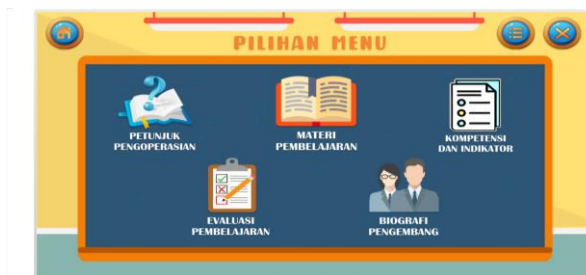 PILIHAN MENU
PETUNJUK
PENGOPERASIAN
MATERI
PEMBELAJARAN
KOMPETENSI
DAN INDIKATOR
EVALUASI
PEMBELAJARAN
BIOGRAFI
PENGEMBANG